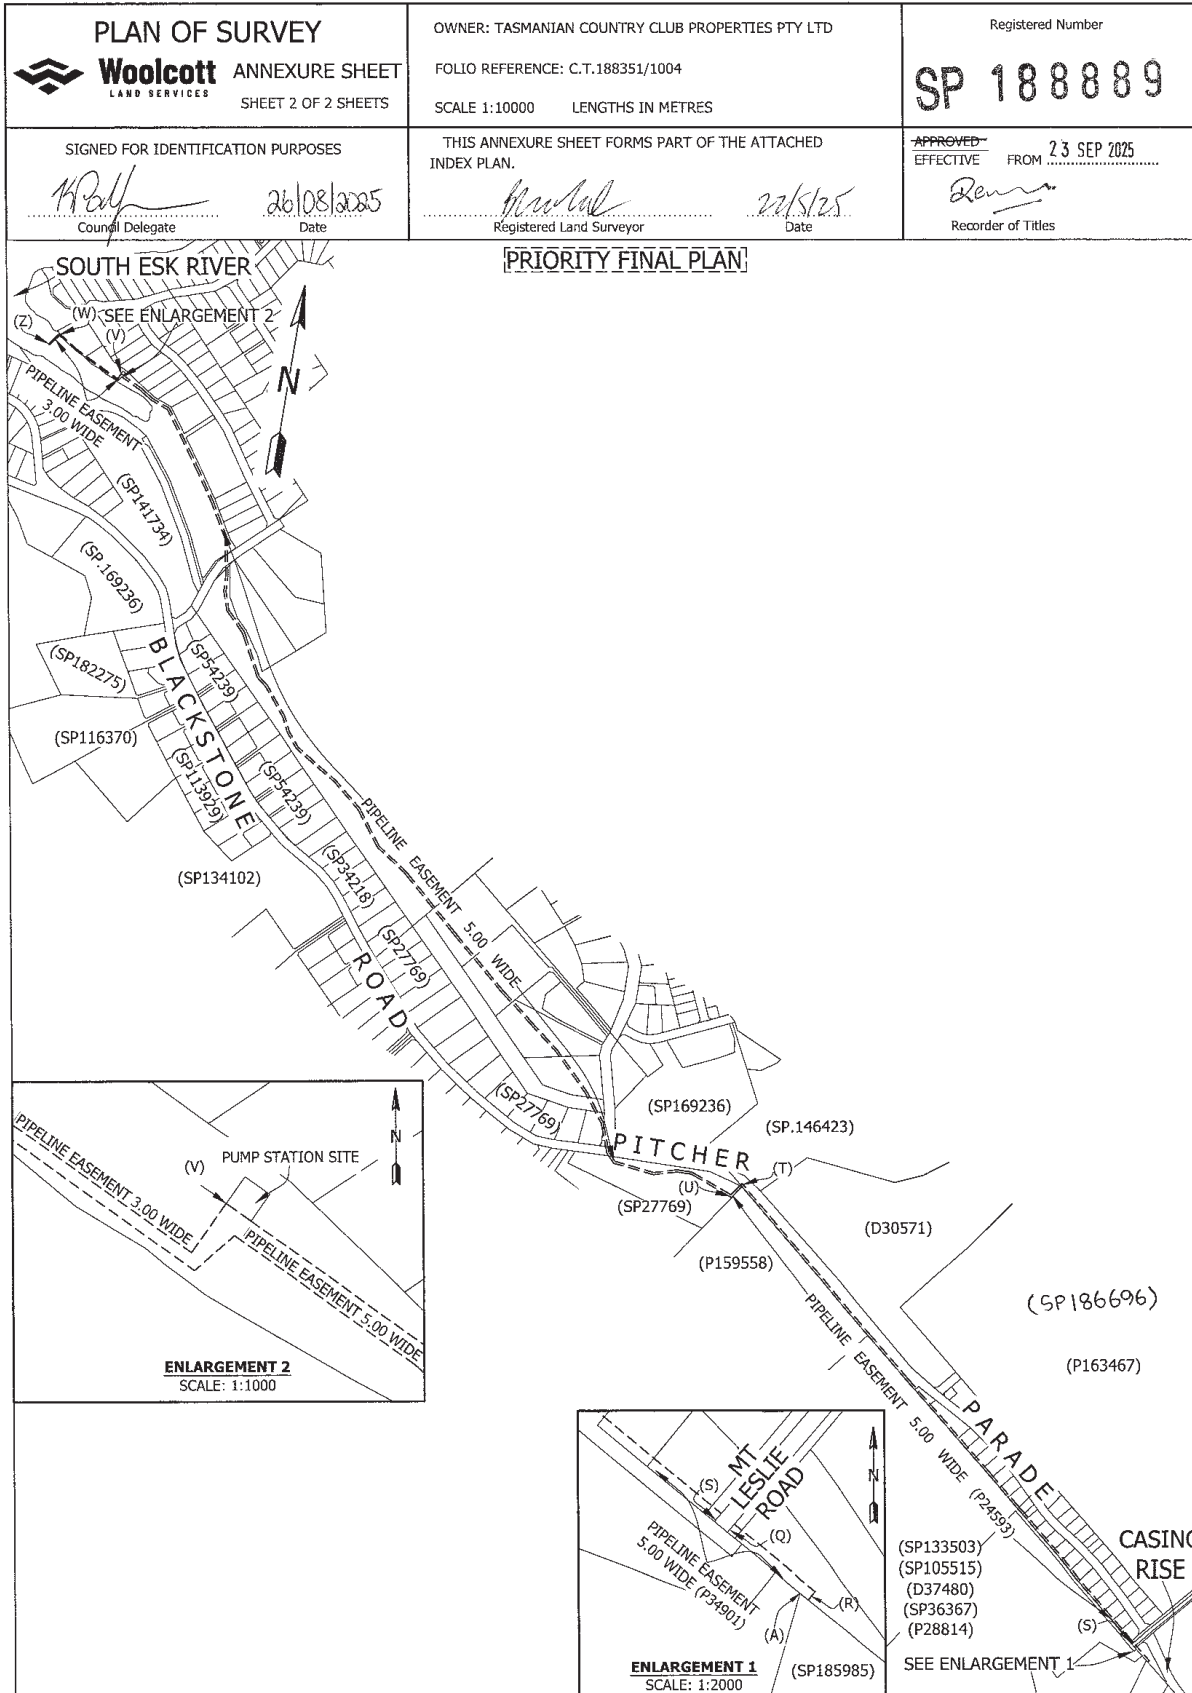 PLAN OF SURVEY
Woolcott
LAND SERVICES
ANNEXURE SHEET
SHEET 2 OF 2 SHEETS
OWNER: TASMANIAN COUNTRY CLUB PROPERTIES PTY LTD
FOLIO REFERENCE: C.T.188351/1004
SCALE 1:10000 LENGTHS IN METRES
Registered Number
SP 188889
SIGNED FOR IDENTIFICATION PURPOSES
26/08/2025
Council Delegate Date
THIS ANNEXURE SHEET FORMS PART OF THE ATTACHED
INDEX PLAN.
22/5/25
Registered Land Surveyor Date
APPROVED
EFFECTIVE FROM 23 SEP 2025
Recorder of Titles
PRIORITY FINAL PLAN
SOUTH ESK RIVER
(Z)
(W) SEE ENLARGEMENT 2
(V)
N
PIPELINE EASEMENT
3.00 WIDE
(SP141734)
(SP.169236)
(SP182275)
(SP54239)
(SP116370)
(SP113929)
(SP54239)
BLACKSTONE
ROAD
(SP134102)
(SP34218)
(SP27769)
PIPELINE EASEMENT 5.00 WIDE
(SP27769)
(SP169236)
(SP.146423)
PITCHER
(T)
(U)
(SP27769)
(D30571)
(P159558)
(SP186696)
(P163467)
PIPELINE EASEMENT 5.00 WIDE (P24593)
PARADE
CASINO
RISE
(SP133503)
(SP105515)
(D37480)
(SP36367)
(P28814)
(S)
SEE ENLARGEMENT 1
PIPELINE EASEMENT 3.00 WIDE
(V)
PUMP STATION SITE
N
PIPELINE EASEMENT 5.00 WIDE
ENLARGEMENT 2
SCALE: 1:1000
MT
LESLIE
ROAD
N
(S)
(Q)
PIPELINE EASEMENT
5.00 WIDE (P34901)
(R)
(A)
(SP185985)
ENLARGEMENT 1
SCALE: 1:2000